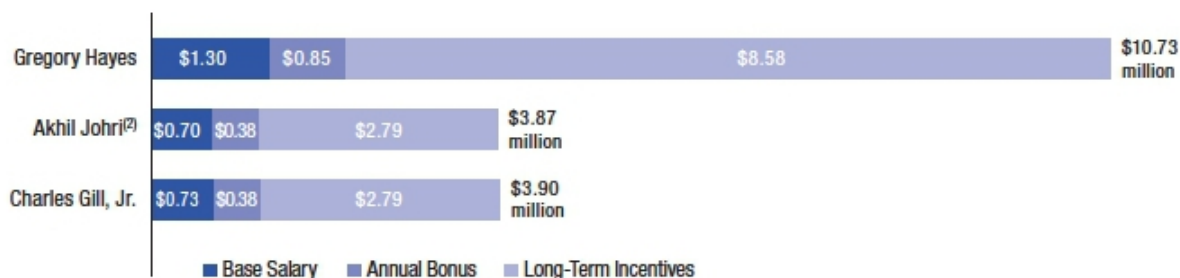 Gregory Hayes $1.30 $0.85 $8.58 $10.73
million
Akhil Johri(2) $0.70 $0.38 $2.79 $3.87
million
Charles Gill, Jr. $0.73 $0.38 $2.79 $3.90
million
Base Salary Annual Bonus Long-Term Incentives